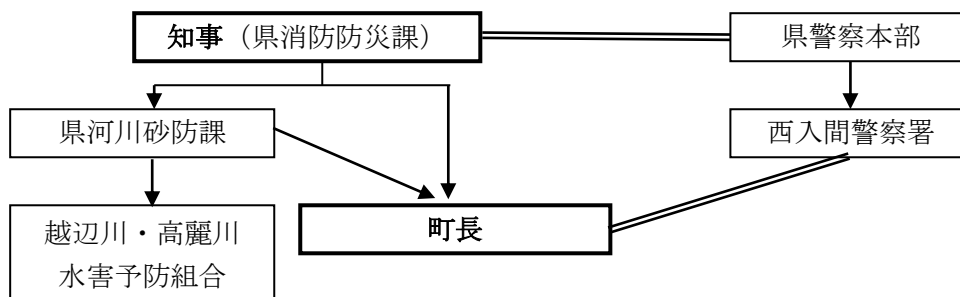 知事（県消防防災課）
県警察本部
県河川砂防課
西入間警察署
越辺川・高麗川
水害予防組合
町長